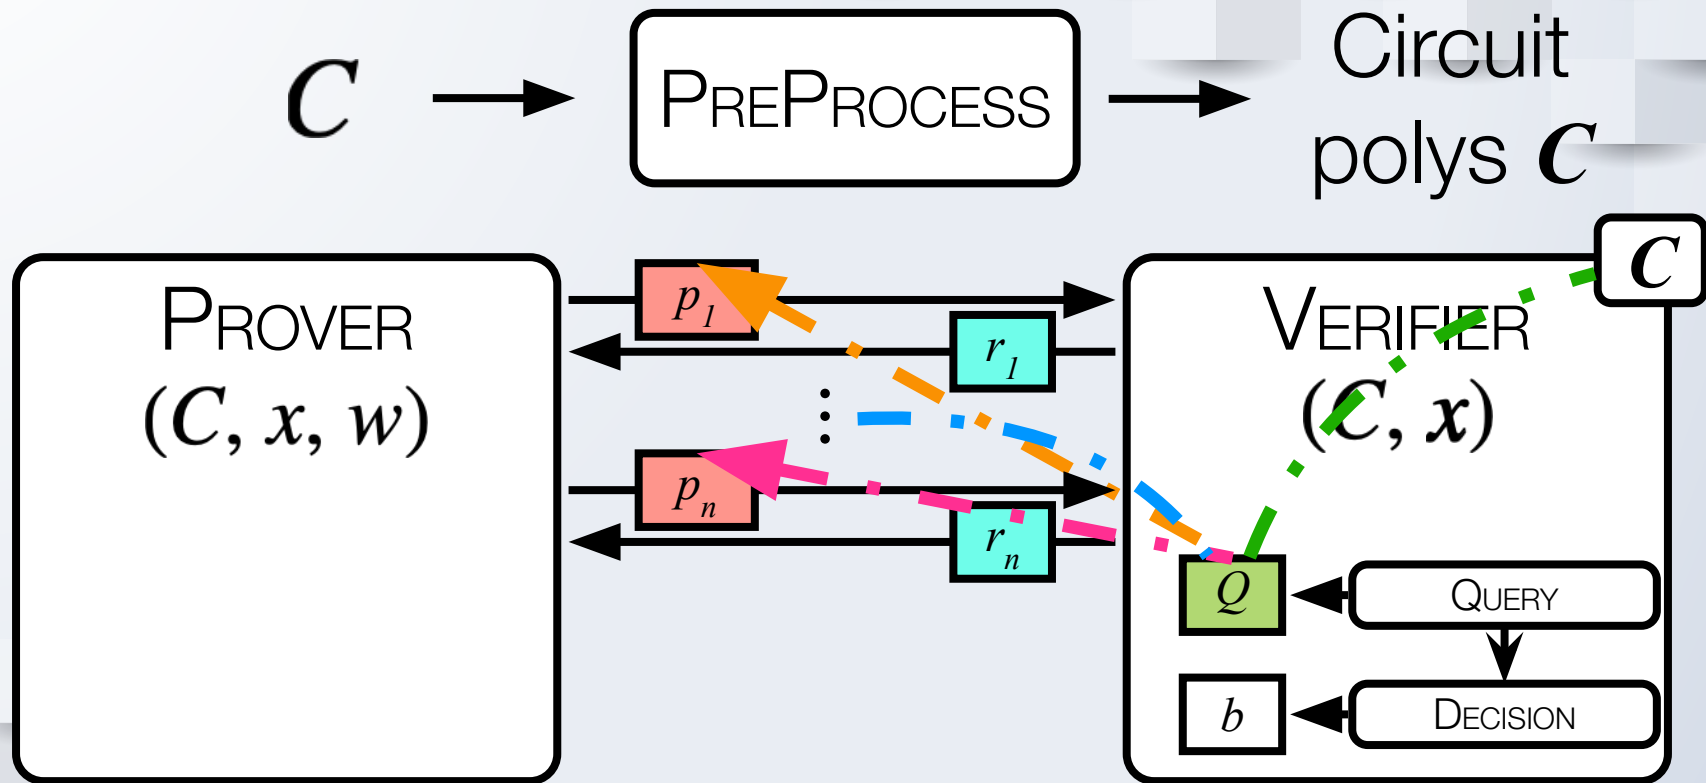 C
PREPROCESS
Circuit
polys C
C
PROVER
(C, x, w)
p1
r1
⋮
pn
rn
VERIFIER
(C, x)
Q
QUERY
b
DECISION